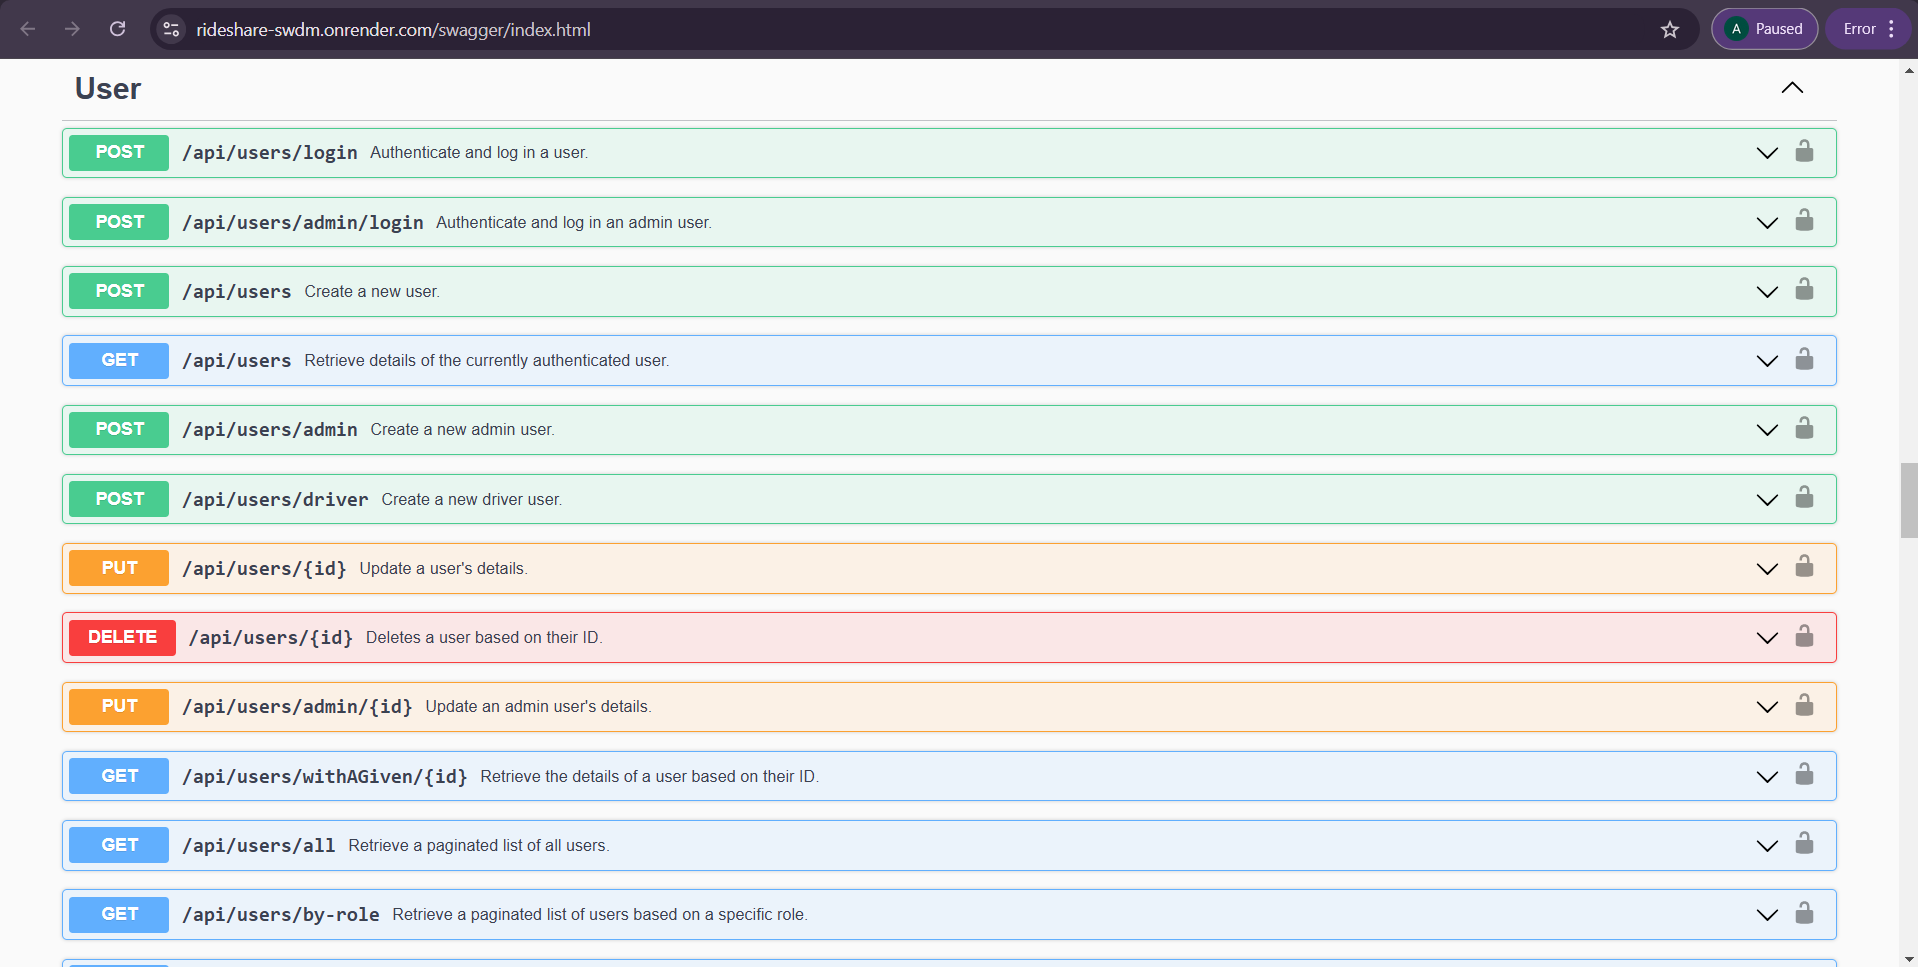 rideshare-swdm.onrender.com/swagger/index.html
A Paused
Error
User
POST /api/users/login Authenticate and log in a user.
POST /api/users/admin/login Authenticate and log in an admin user.
POST /api/users Create a new user.
GET /api/users Retrieve details of the currently authenticated user.
POST /api/users/admin Create a new admin user.
POST /api/users/driver Create a new driver user.
PUT /api/users/{id} Update a user's details.
DELETE /api/users/{id} Deletes a user based on their ID.
PUT /api/users/admin/{id} Update an admin user's details.
GET /api/users/withAGiven/{id} Retrieve the details of a user based on their ID.
GET /api/users/all Retrieve a paginated list of all users.
GET /api/users/by-role Retrieve a paginated list of users based on a specific role.